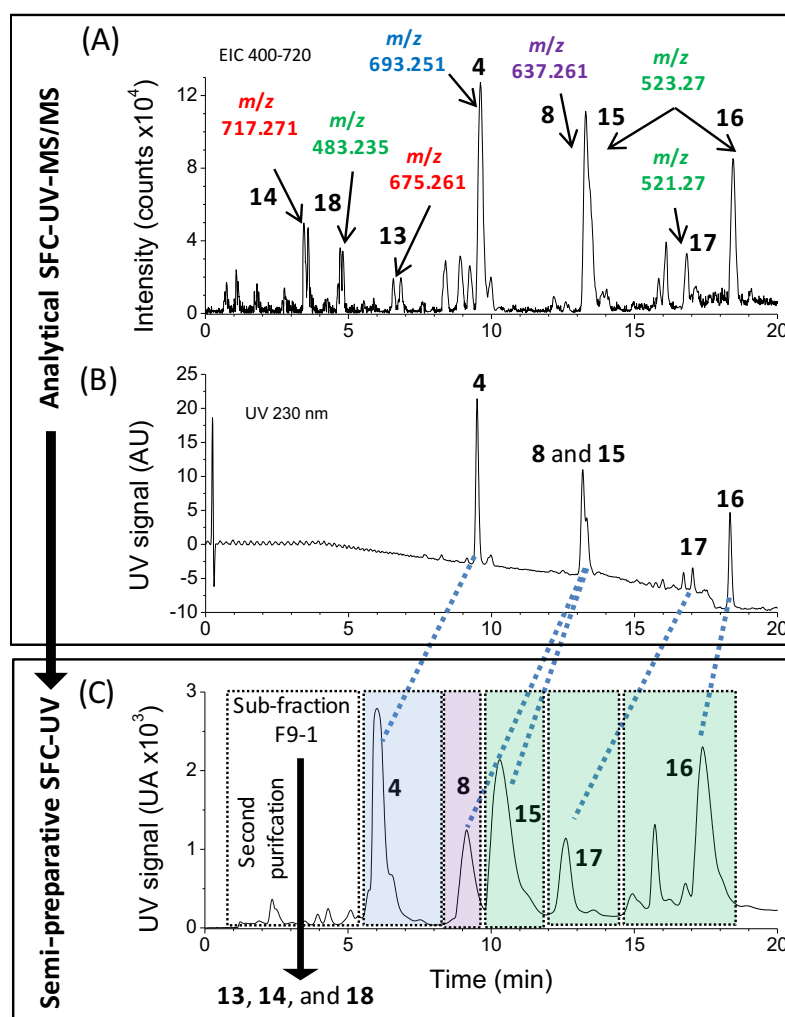 Analytical SFC-UV-MS/MS
Semi-preparative SFC-UV
(A)
EIC 400-720
m/z
717.271
m/z
483.235
m/z
675.261
m/z
693.251
m/z
637.261
m/z
523.27
m/z
521.27
14
18
13
4
8
15
17
16
Intensity (counts x10⁴)
12
8
4
0
0 5 10 15 20
(B)
UV 230 nm
4
8 and 15
17
16
UV signal (AU)
25
20
15
10
5
0
-5
-10
0 5 10 15 20
(C)
Sub-fraction
F9-1
Second
purifcation
4
8
15
17
16
UV signal (UA x10³)
3
2
1
0
0 5 10 15 20
Time (min)
13, 14, and 18